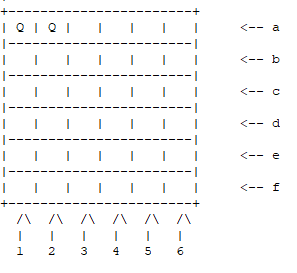 +-----------------------+
| Q | Q |   |   |   |   |     <-- a
|-----------------------|
|   |   |   |   |   |   |     <-- b
|-----------------------|
|   |   |   |   |   |   |     <-- c
|-----------------------|
|   |   |   |   |   |   |     <-- d
|-----------------------|
|   |   |   |   |   |   |     <-- e
|-----------------------|
|   |   |   |   |   |   |     <-- f
+-----------------------+
  /\  /\  /\  /\  /\  /\
  |   |   |   |   |   |
  1   2   3   4   5   6